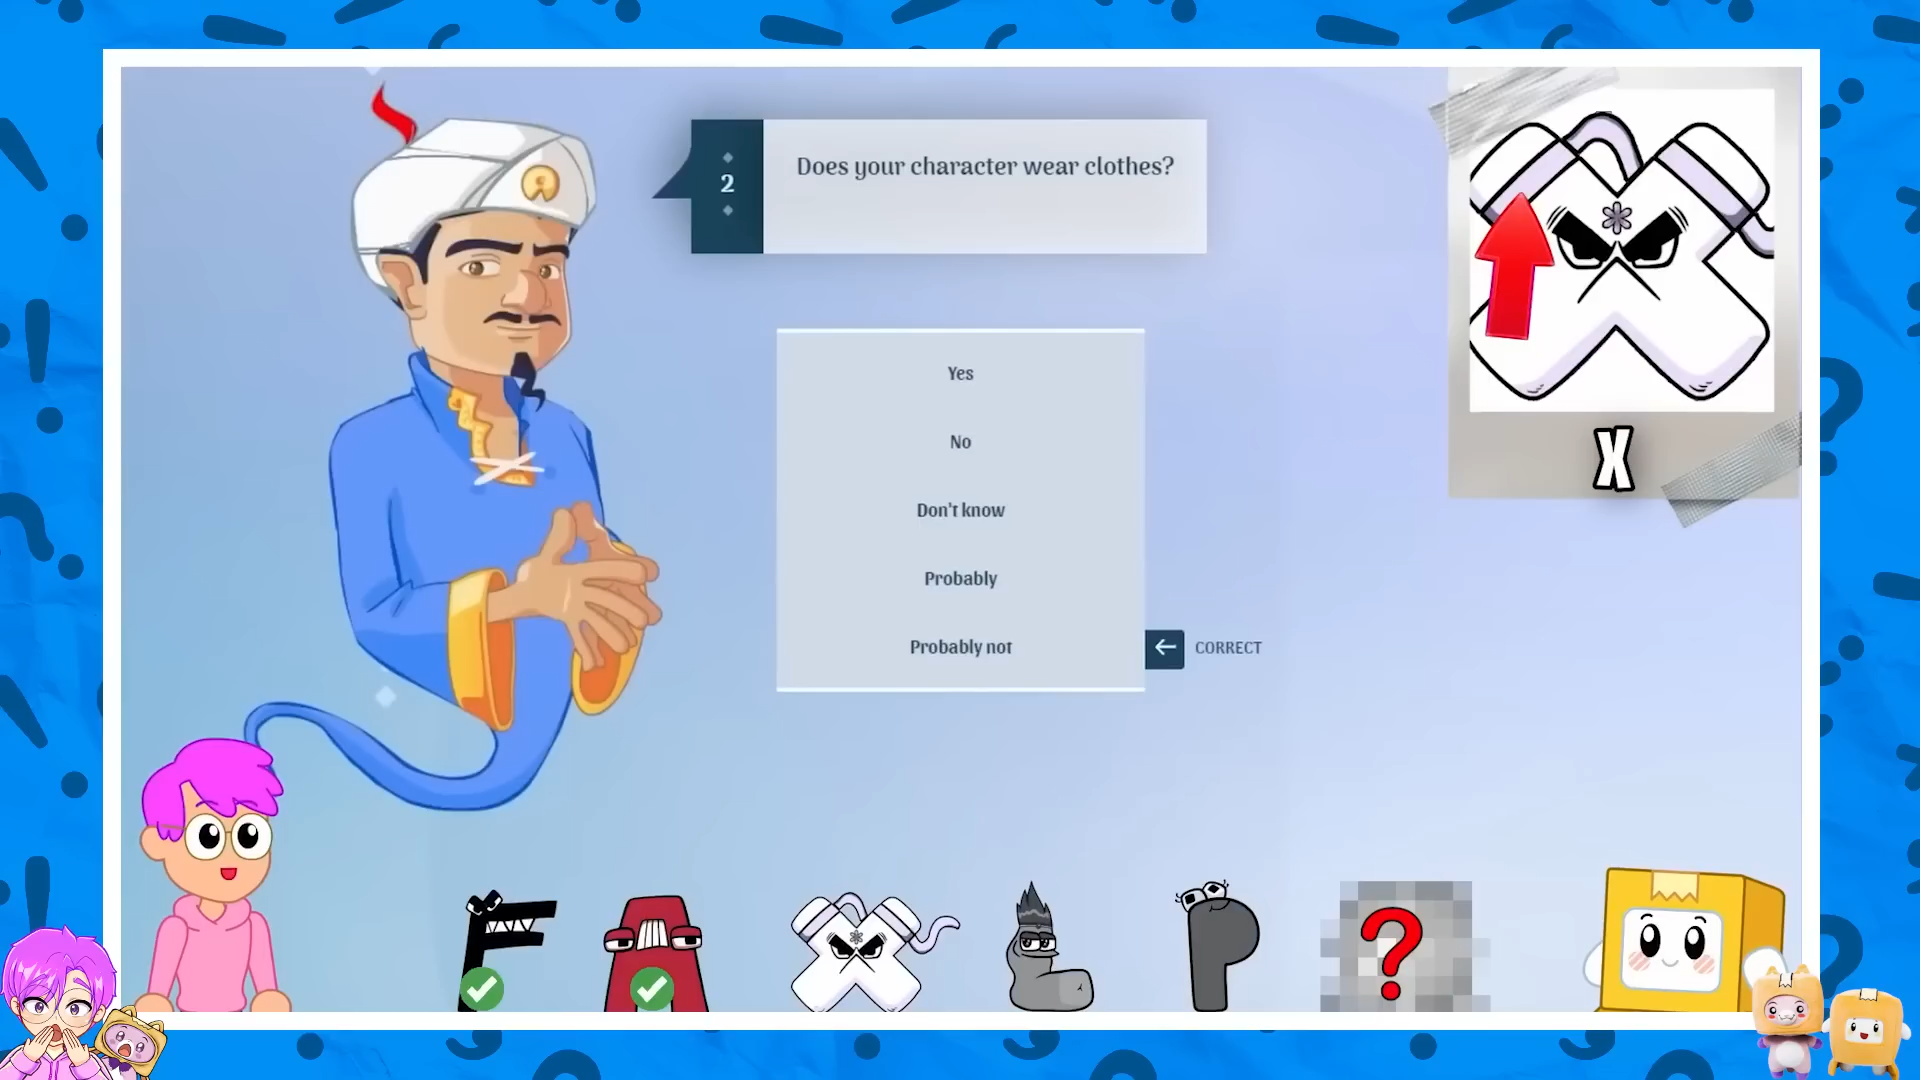 2
Does your character wear clothes?
Yes
No
Don't know
Probably
Probably not
CORRECT
X
?